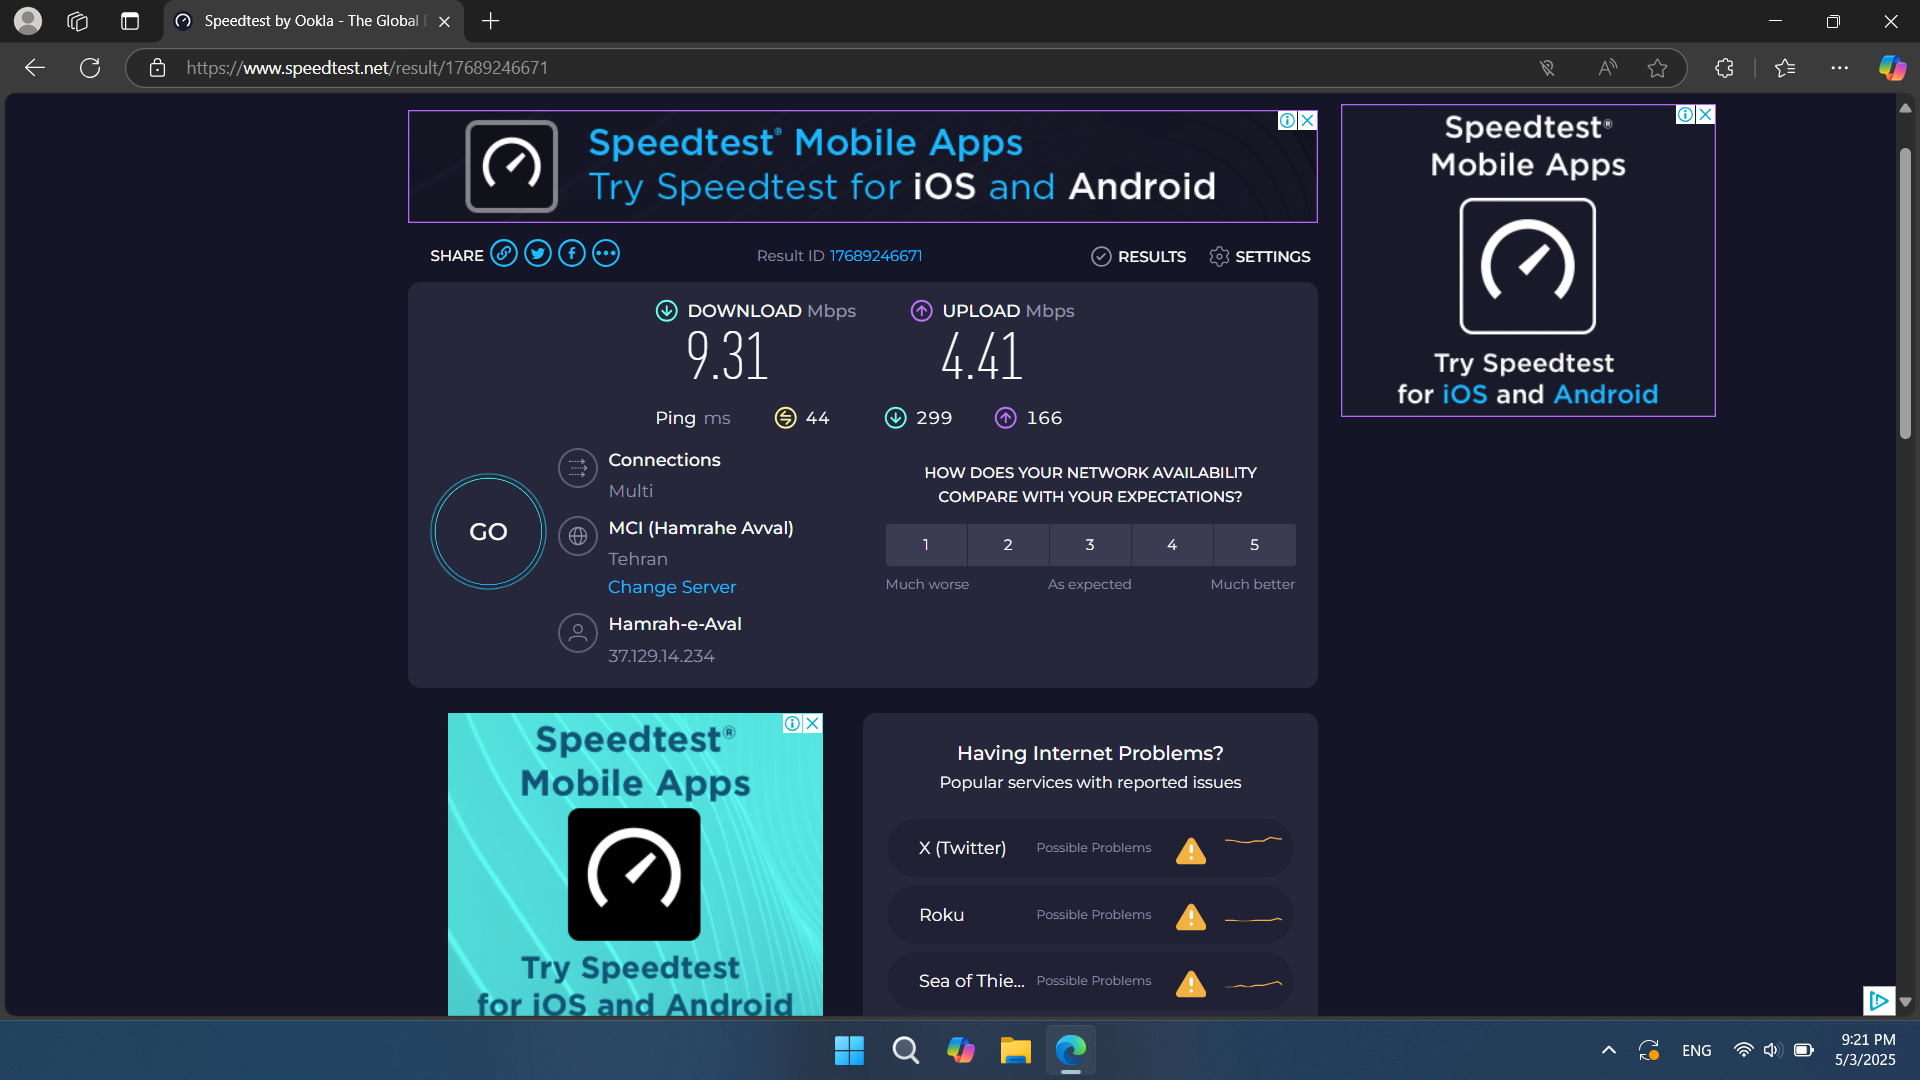 Speedtest by Ookla - The Global
https://www.speedtest.net/result/17689246671
Speedtest® Mobile Apps
Try Speedtest for iOS and Android
Speedtest®
Mobile Apps
Try Speedtest
for iOS and Android
SHARE
Result ID 17689246671
RESULTS
SETTINGS
DOWNLOAD Mbps
9.31
UPLOAD Mbps
4.41
Ping ms 44 299 166
GO
Connections
Multi
MCI (Hamrahe Avval)
Tehran
Change Server
Hamrah-e-Aval
37.129.14.234
HOW DOES YOUR NETWORK AVAILABILITY
COMPARE WITH YOUR EXPECTATIONS?
1 2 3 4 5
Much worse As expected Much better
Speedtest®
Mobile Apps
Try Speedtest
for iOS and Android
Having Internet Problems?
Popular services with reported issues
X (Twitter) Possible Problems
Roku Possible Problems
Sea of Thie... Possible Problems
ENG
9:21 PM
5/3/2025